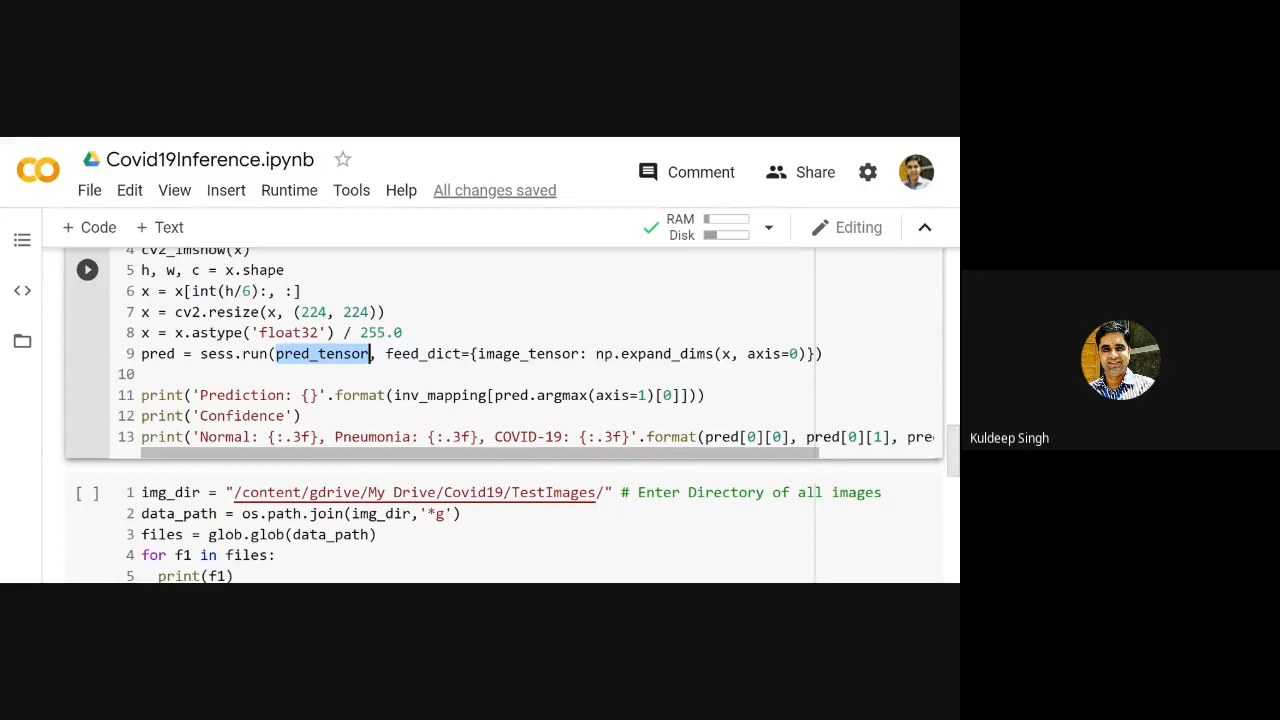 Covid19Inference.ipynb
File Edit View Insert Runtime Tools Help All changes saved
Comment Share
+ Code + Text
RAM
Disk
Editing
4 cv2_imshow(x)
5 h, w, c = x.shape
6 x = x[int(h/6):, :]
7 x = cv2.resize(x, (224, 224))
8 x = x.astype('float32') / 255.0
9 pred = sess.run(pred_tensor, feed_dict={image_tensor: np.expand_dims(x, axis=0)})
10
11 print('Prediction: {}'.format(inv_mapping[pred.argmax(axis=1)[0]]))
12 print('Confidence')
13 print('Normal: {:.3f}, Pneumonia: {:.3f}, COVID-19: {:.3f}'.format(pred[0][0], pred[0][1], pre
[ ] 1 img_dir = "/content/gdrive/My Drive/Covid19/TestImages/" # Enter Directory of all images
2 data_path = os.path.join(img_dir,'*g')
3 files = glob.glob(data_path)
4 for f1 in files:
5 print(f1)
Kuldeep Singh